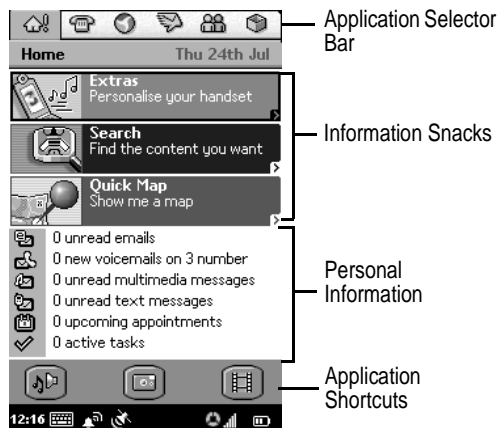 Application Selector
Bar
Home Thu 24th Jul
Extras
Personalise your handset
Search
Find the content you want
Information Snacks
Quick Map
Show me a map
0 unread emails
0 new voicemails on 3 number
0 unread multimedia messages
0 unread text messages
0 upcoming appointments
0 active tasks
Personal
Information
Application
Shortcuts
12:16